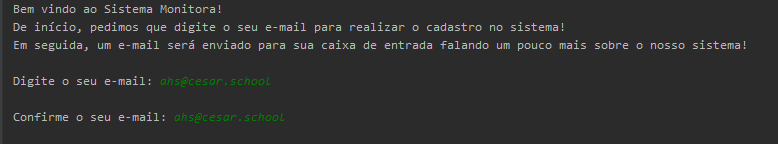 Bem vindo ao Sistema Monitora!
De início, pedimos que digite o seu e-mail para realizar o cadastro no sistema!
Em seguida, um e-mail será enviado para sua caixa de entrada falando um pouco mais sobre o nosso sistema!
Digite o seu e-mail: ahs@cesar.school
Confirme o seu e-mail: ahs@cesar.school